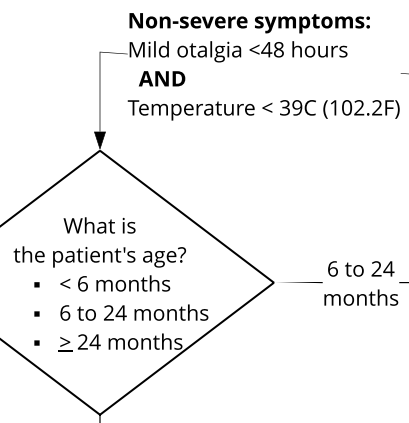 Non-severe symptoms:
Mild otalgia <48 hours
AND
Temperature < 39C (102.2F)
What is
the patient's age?
▪ < 6 months
▪ 6 to 24 months
▪ > 24 months
6 to 24
months